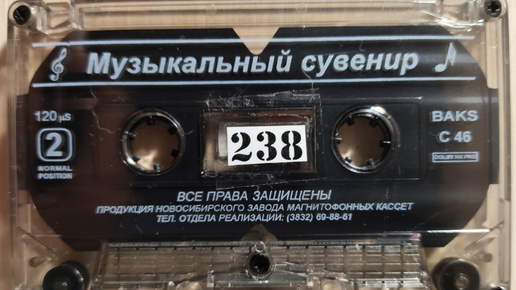 Музыкальный сувенир
120 µS
BAKS
2
C 46
NORMAL
POSITION
238
DOLBY HX PRO
ВСЕ ПРАВА ЗАЩИЩЕНЫ
ПРОДУКЦИЯ НОВОСИБИРСКОГО ЗАВОДА МАГНИТОФОННЫХ КАССЕТ
ТЕЛ. ОТДЕЛА РЕАЛИЗАЦИИ: (3832) 69-88-61